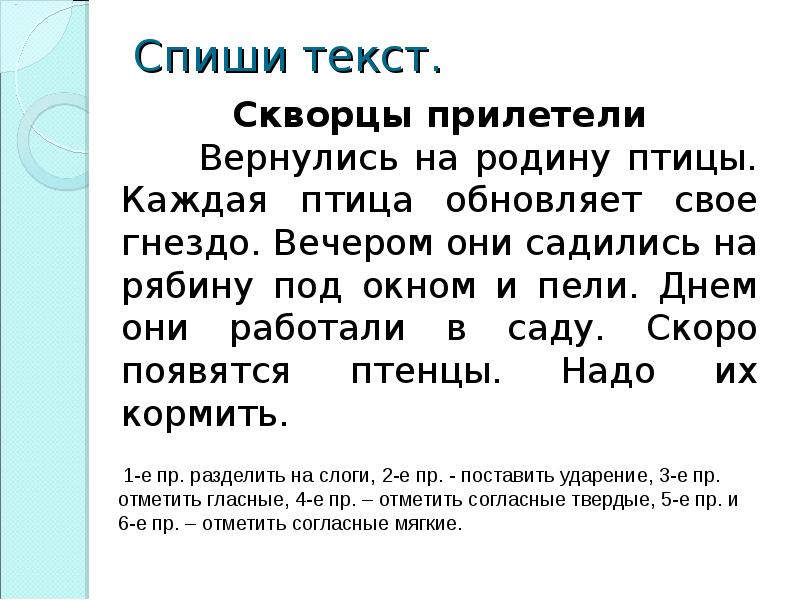 Спиши текст.
Скворцы прилетели
Вернулись на родину птицы.
Каждая птица обновляет свое
гнездо. Вечером они садились на
рябину под окном и пели. Днем
они работали в саду. Скоро
появятся птенцы. Надо их
кормить.
1-е пр. разделить на слоги, 2-е пр. - поставить ударение, 3-е пр.
отметить гласные, 4-е пр. – отметить согласные твердые, 5-е пр. и
6-е пр. – отметить согласные мягкие.